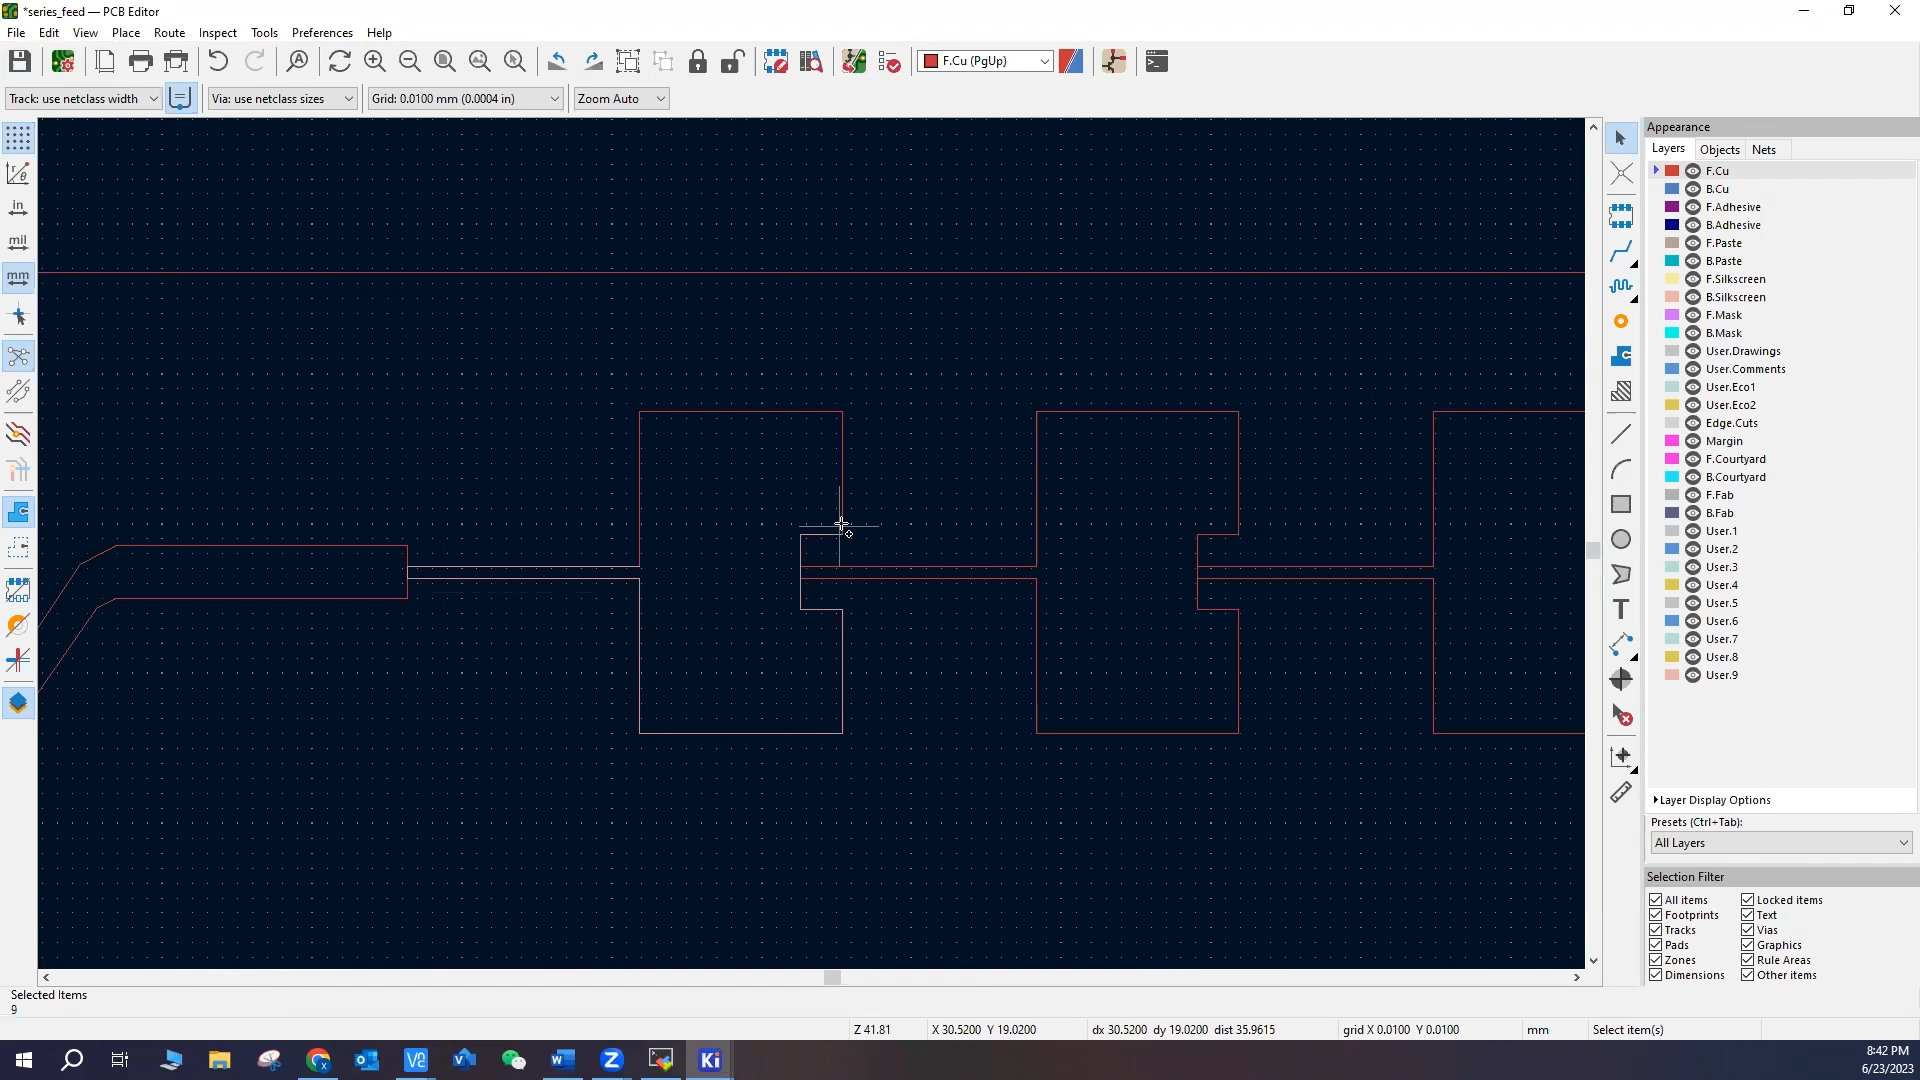 *series_feed — PCB Editor
File Edit View Place Route Inspect Tools Preferences Help
F.Cu (PgUp)
Track: use netclass width Via: use netclass sizes Grid: 0.0100 mm (0.0004 in) Zoom Auto
in
mil
mm
Appearance
Layers Objects Nets
F.Cu
B.Cu
F.Adhesive
B.Adhesive
F.Paste
B.Paste
F.Silkscreen
B.Silkscreen
F.Mask
B.Mask
User.Drawings
User.Comments
User.Eco1
User.Eco2
Edge.Cuts
Margin
F.Courtyard
B.Courtyard
F.Fab
B.Fab
User.1
User.2
User.3
User.4
User.5
User.6
User.7
User.8
User.9
Layer Display Options
Presets (Ctrl+Tab):
All Layers
Selection Filter
All items Locked items
Footprints Text
Tracks Vias
Pads Graphics
Zones Rule Areas
Dimensions Other items
Selected Items
9
Z 41.81 X 30.5200 Y 19.0200 dx 30.5200 dy 19.0200 dist 35.9615 grid X 0.0100 Y 0.0100 mm Select item(s)
8:42 PM
6/23/2023